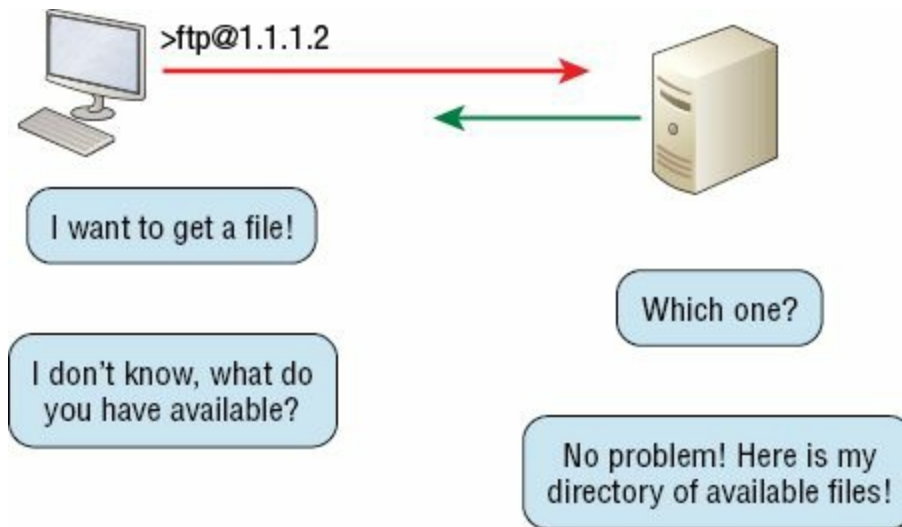 >ftp@1.1.1.2
I want to get a file!
Which one?
I don't know, what do
you have available?
No problem! Here is my
directory of available files!